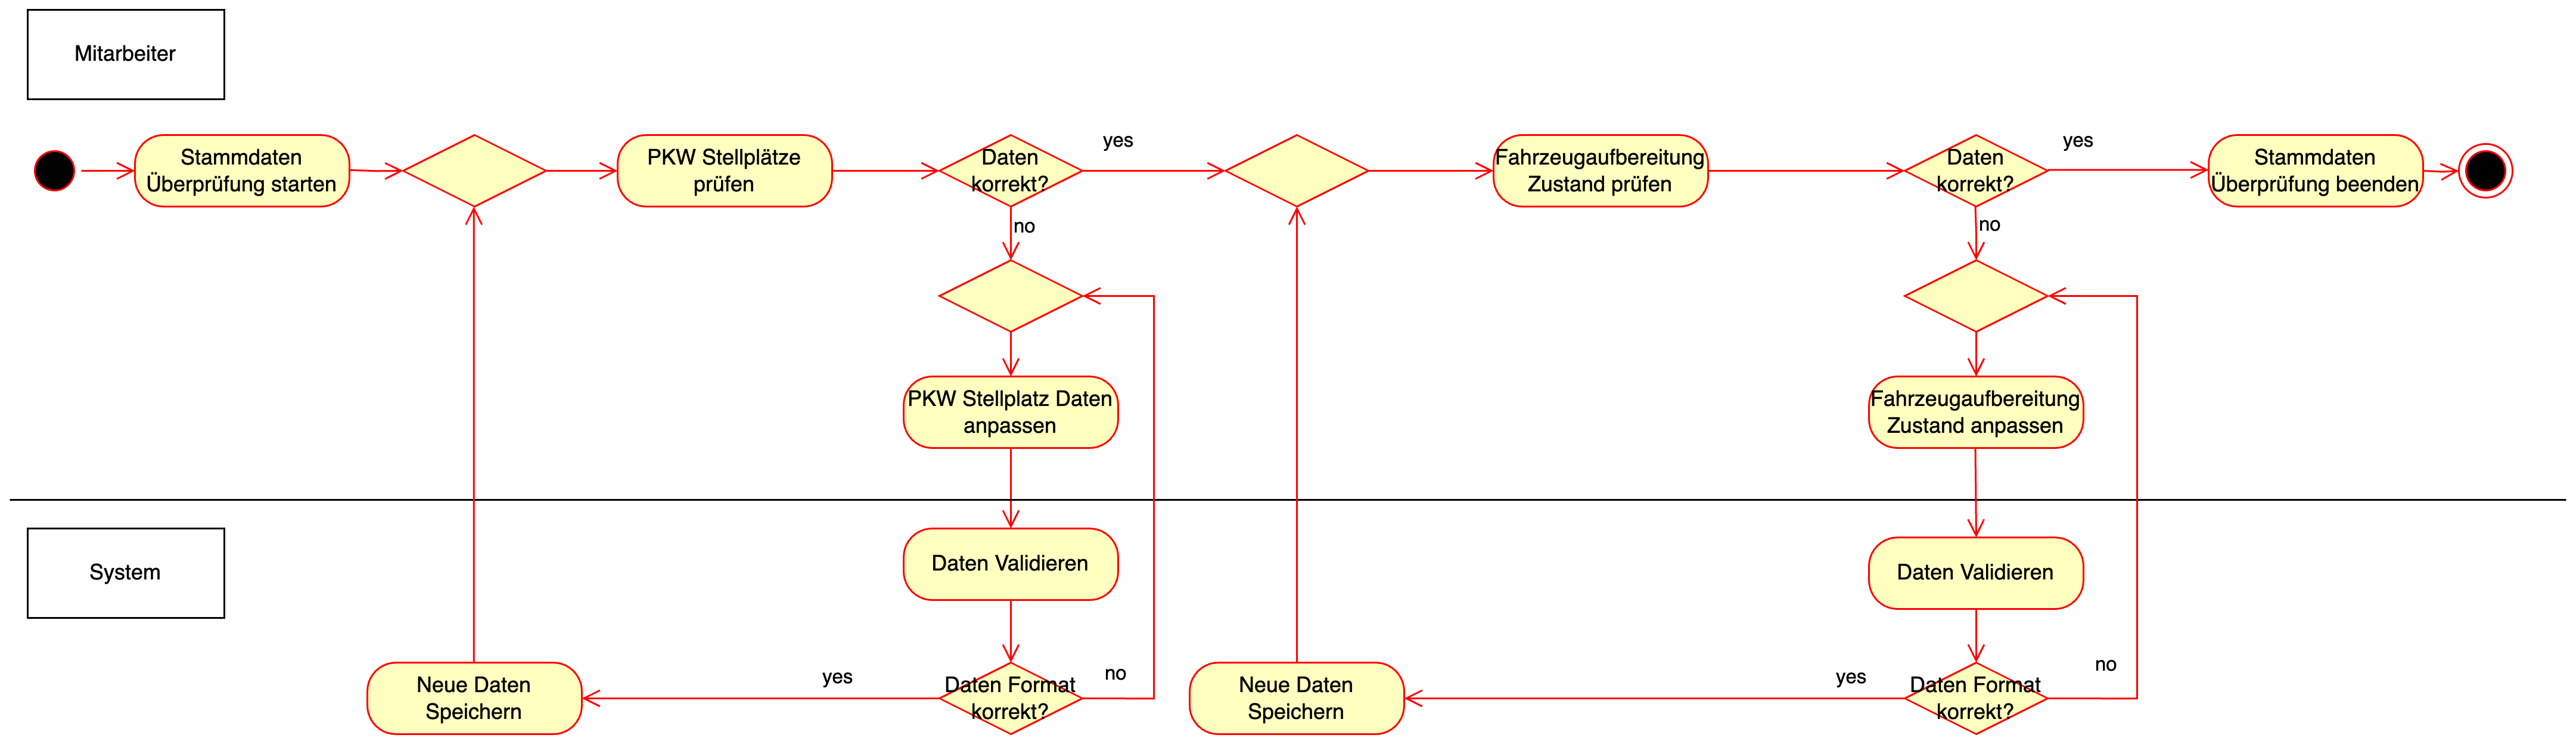 Mitarbeiter
Stammdaten
Überprüfung starten
PKW Stellplätze
prüfen
Daten
korrekt?
yes
no
Fahrzeugaufbereitung
Zustand prüfen
Daten
korrekt?
yes
no
Stammdaten
Überprüfung beenden
PKW Stellplatz Daten
anpassen
Fahrzeugaufbereitung
Zustand anpassen
System
Daten Validieren
Daten Validieren
Neue Daten
Speichern
yes
Daten Format
korrekt?
no
Neue Daten
Speichern
yes
Daten Format
korrekt?
no